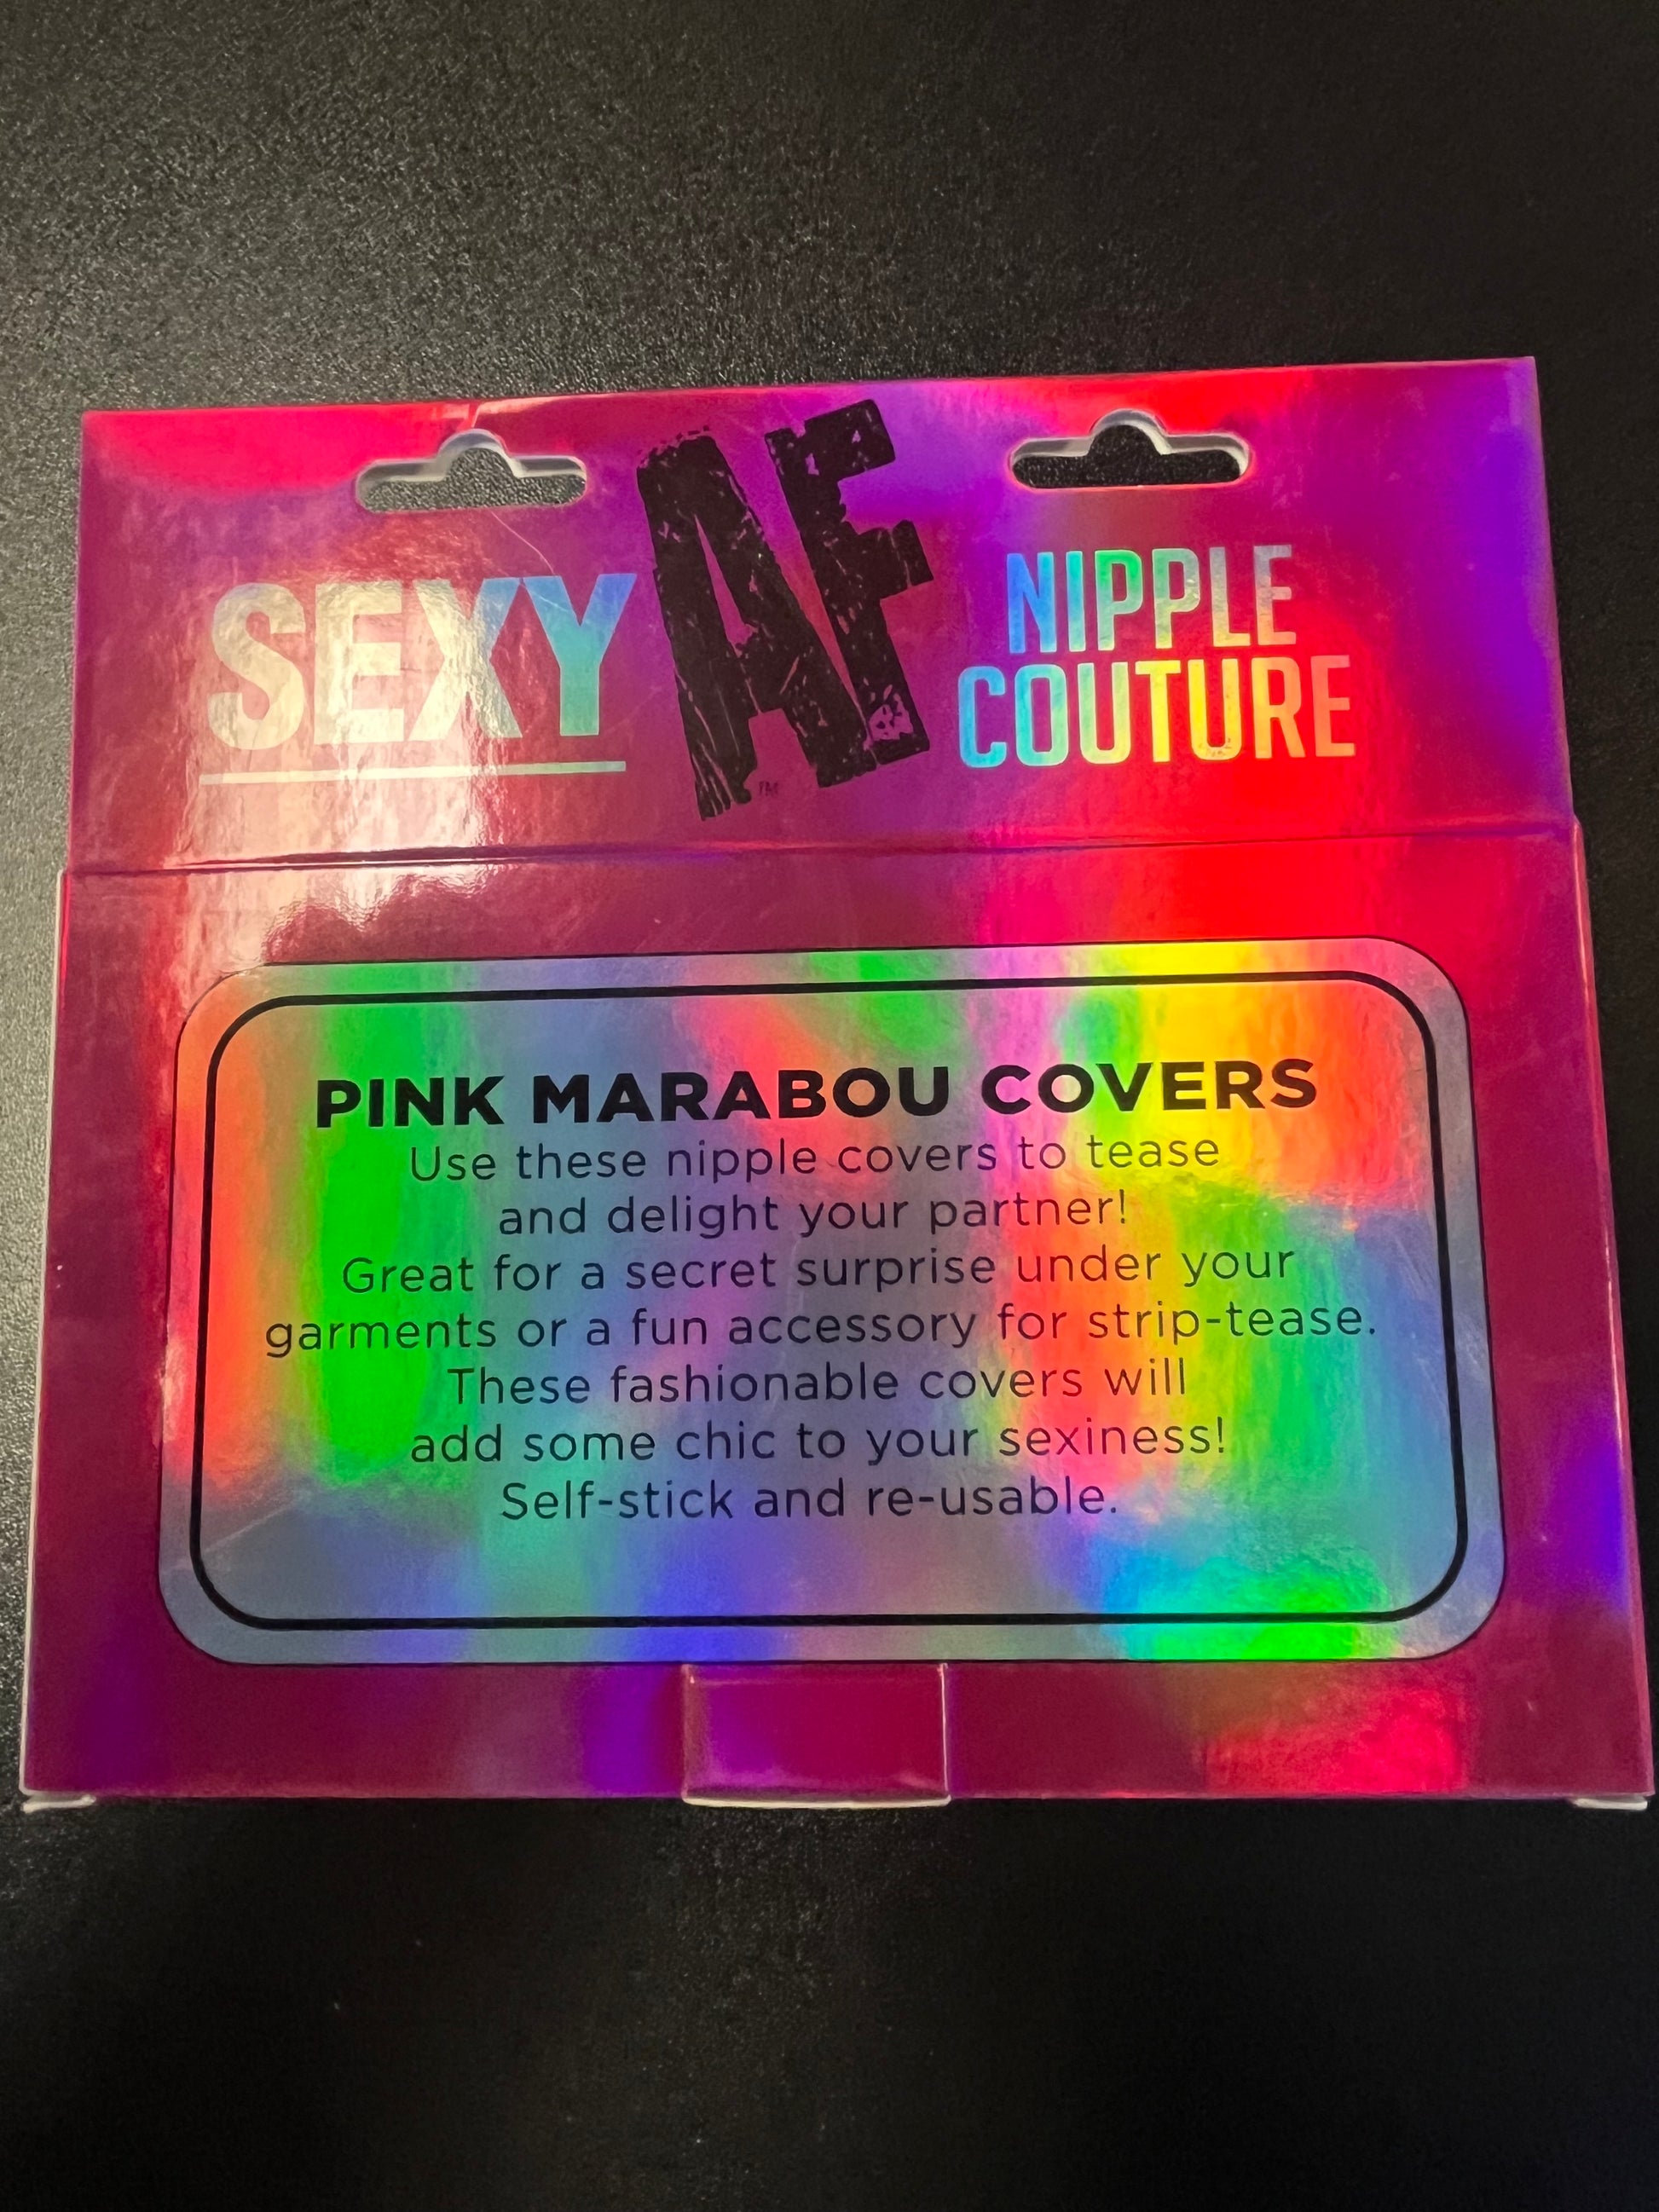 SEXY AF™ NIPPLE
COUTURE
PINK MARABOU COVERS
Use these nipple covers to tease
and delight your partner!
Great for a secret surprise under your
garments or a fun accessory for strip-tease.
These fashionable covers will
add some chic to your sexiness!
Self-stick and re-usable.